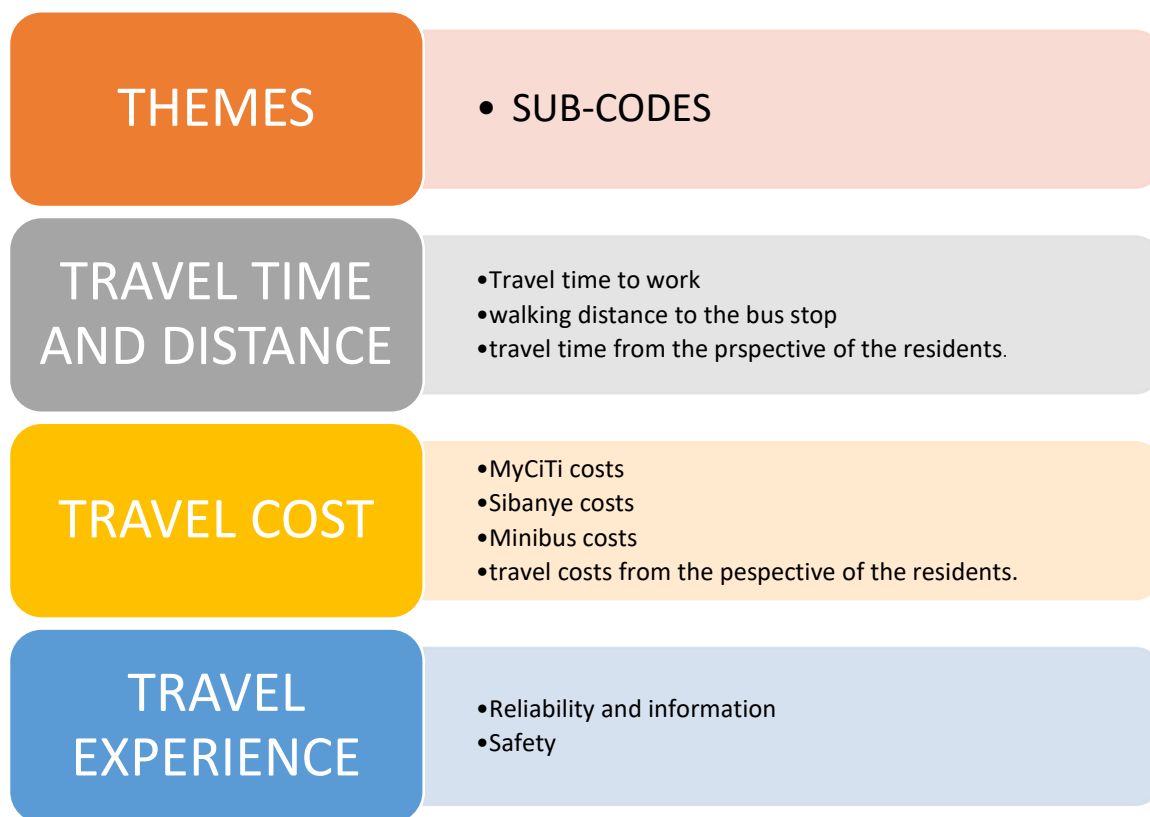 THEMES
• SUB-CODES
TRAVEL TIME
AND DISTANCE
•Travel time to work
•walking distance to the bus stop
•travel time from the prspective of the residents.
TRAVEL COST
•MyCiTi costs
•Sibanye costs
•Minibus costs
•travel costs from the pespective of the residents.
TRAVEL
EXPERIENCE
•Reliability and information
•Safety